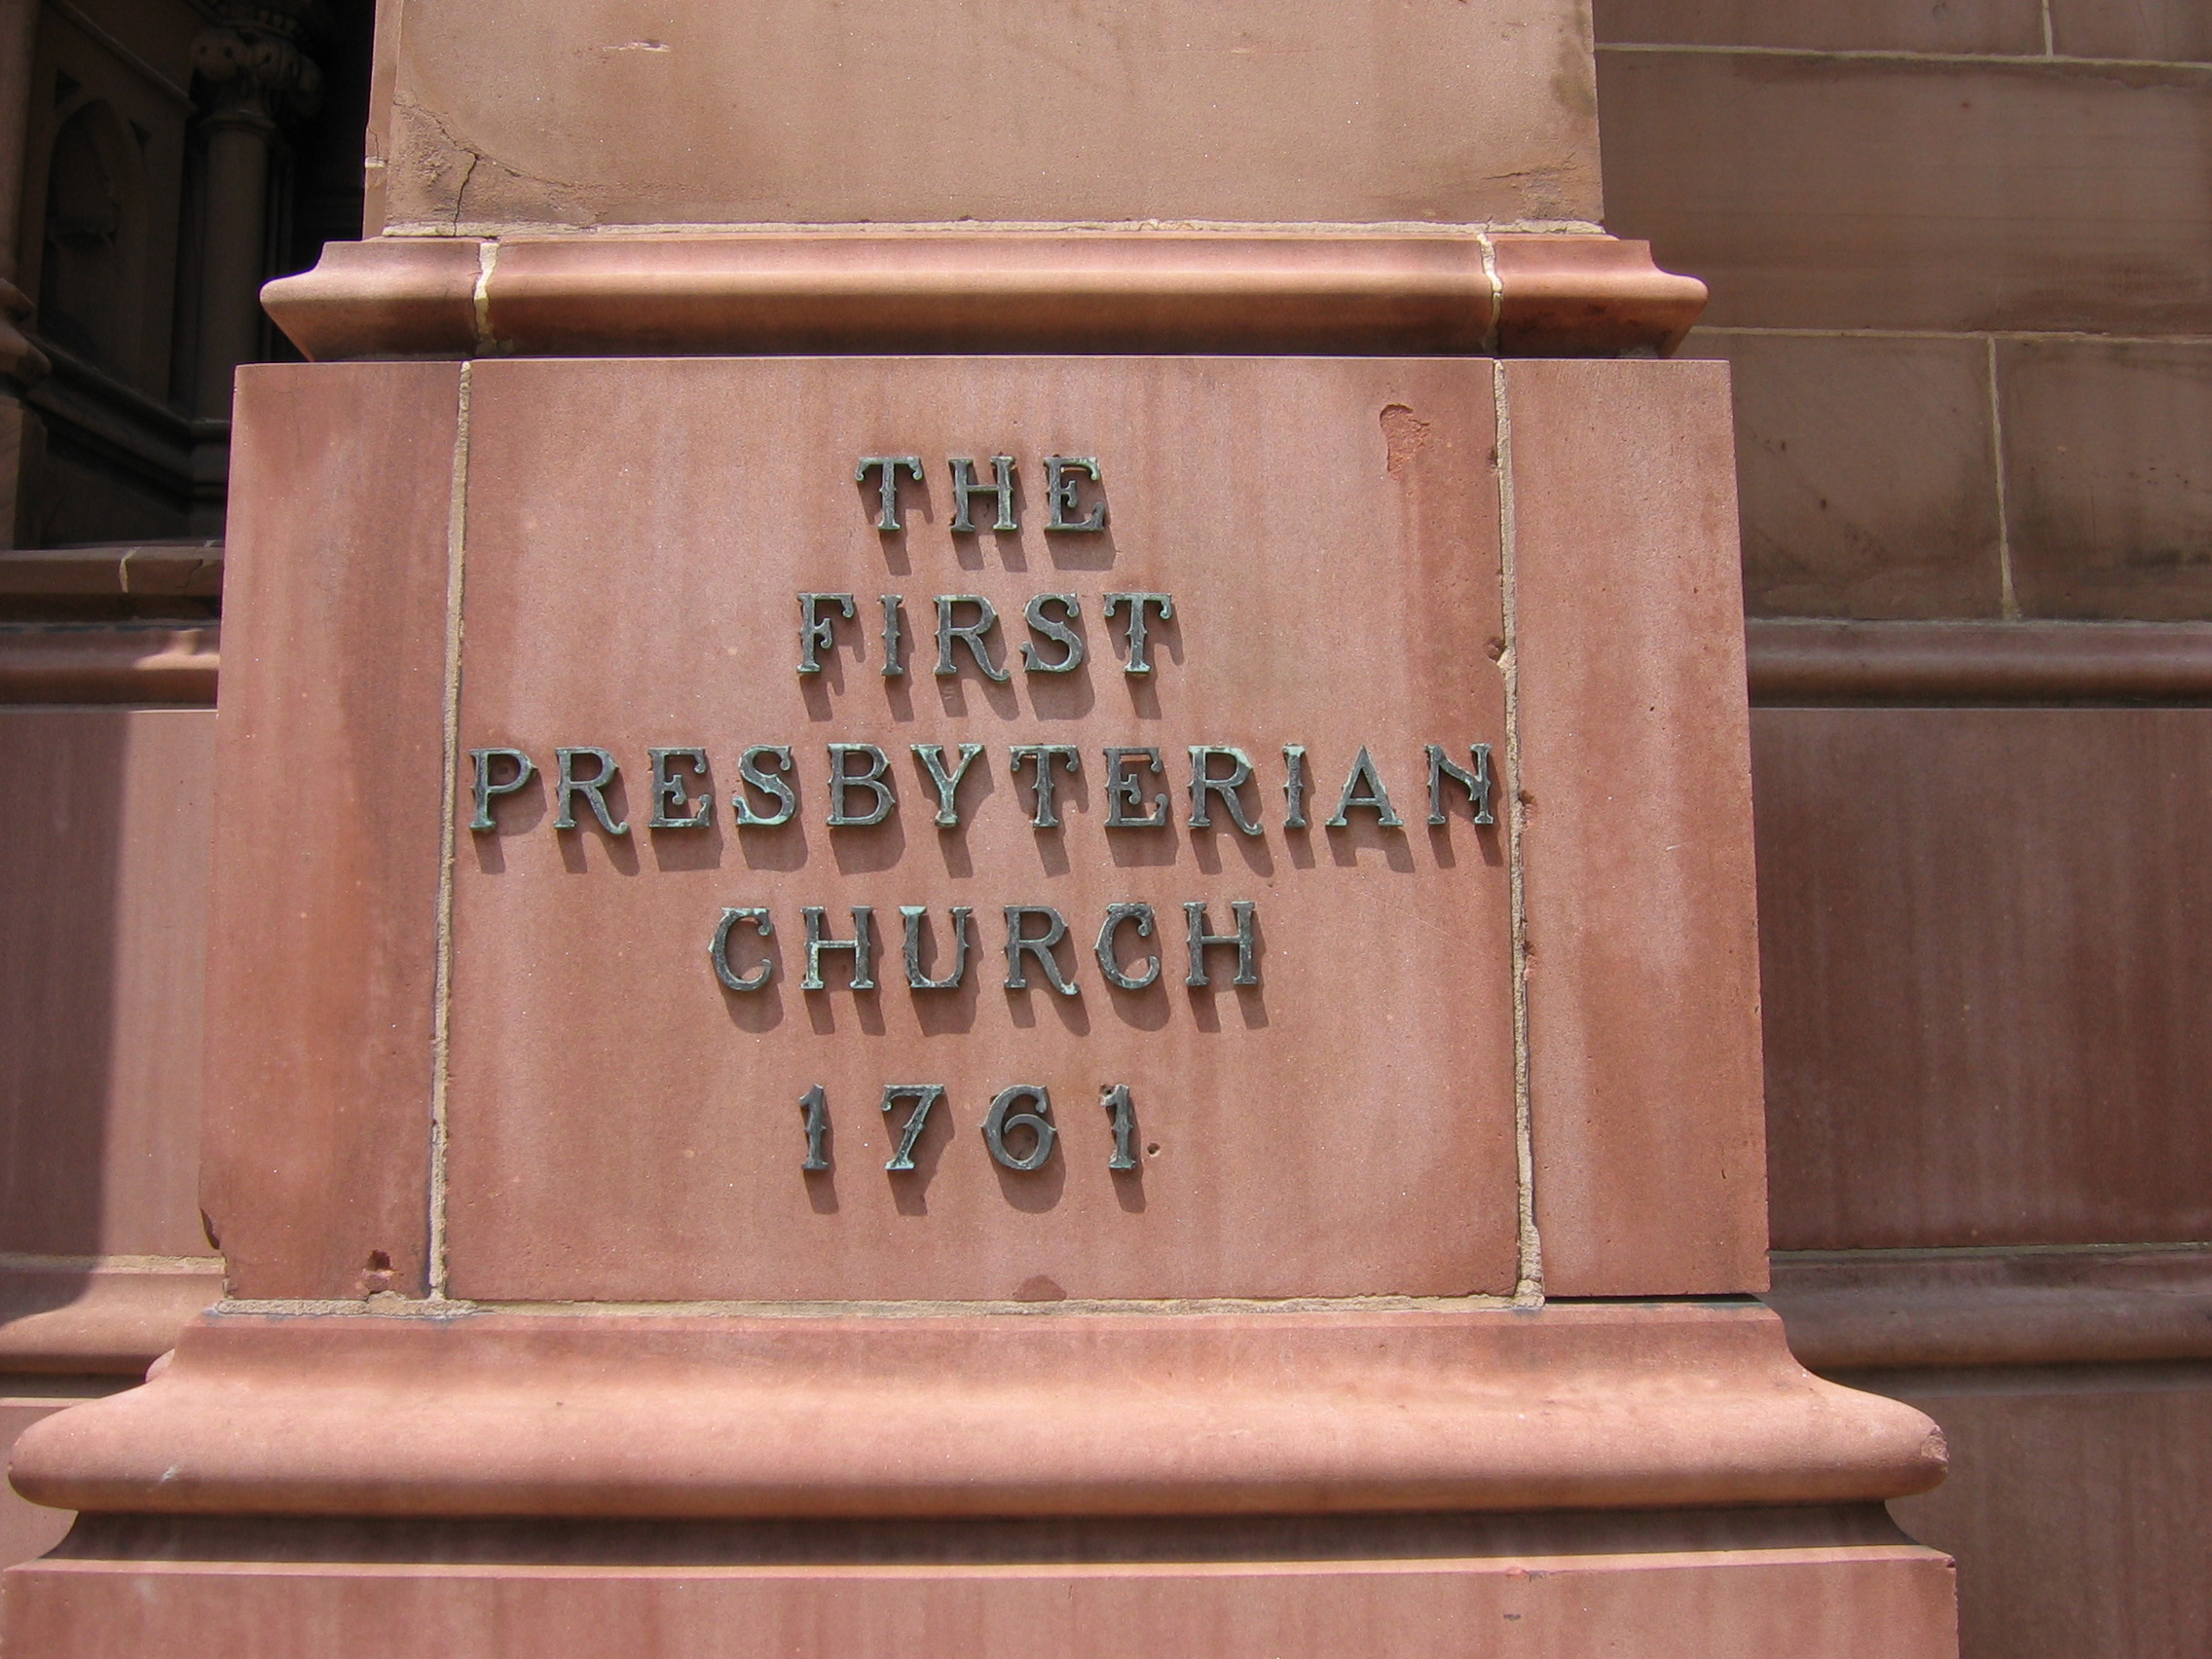 THE
FIRST
PRESBYTERIAN
CHURCH
1761